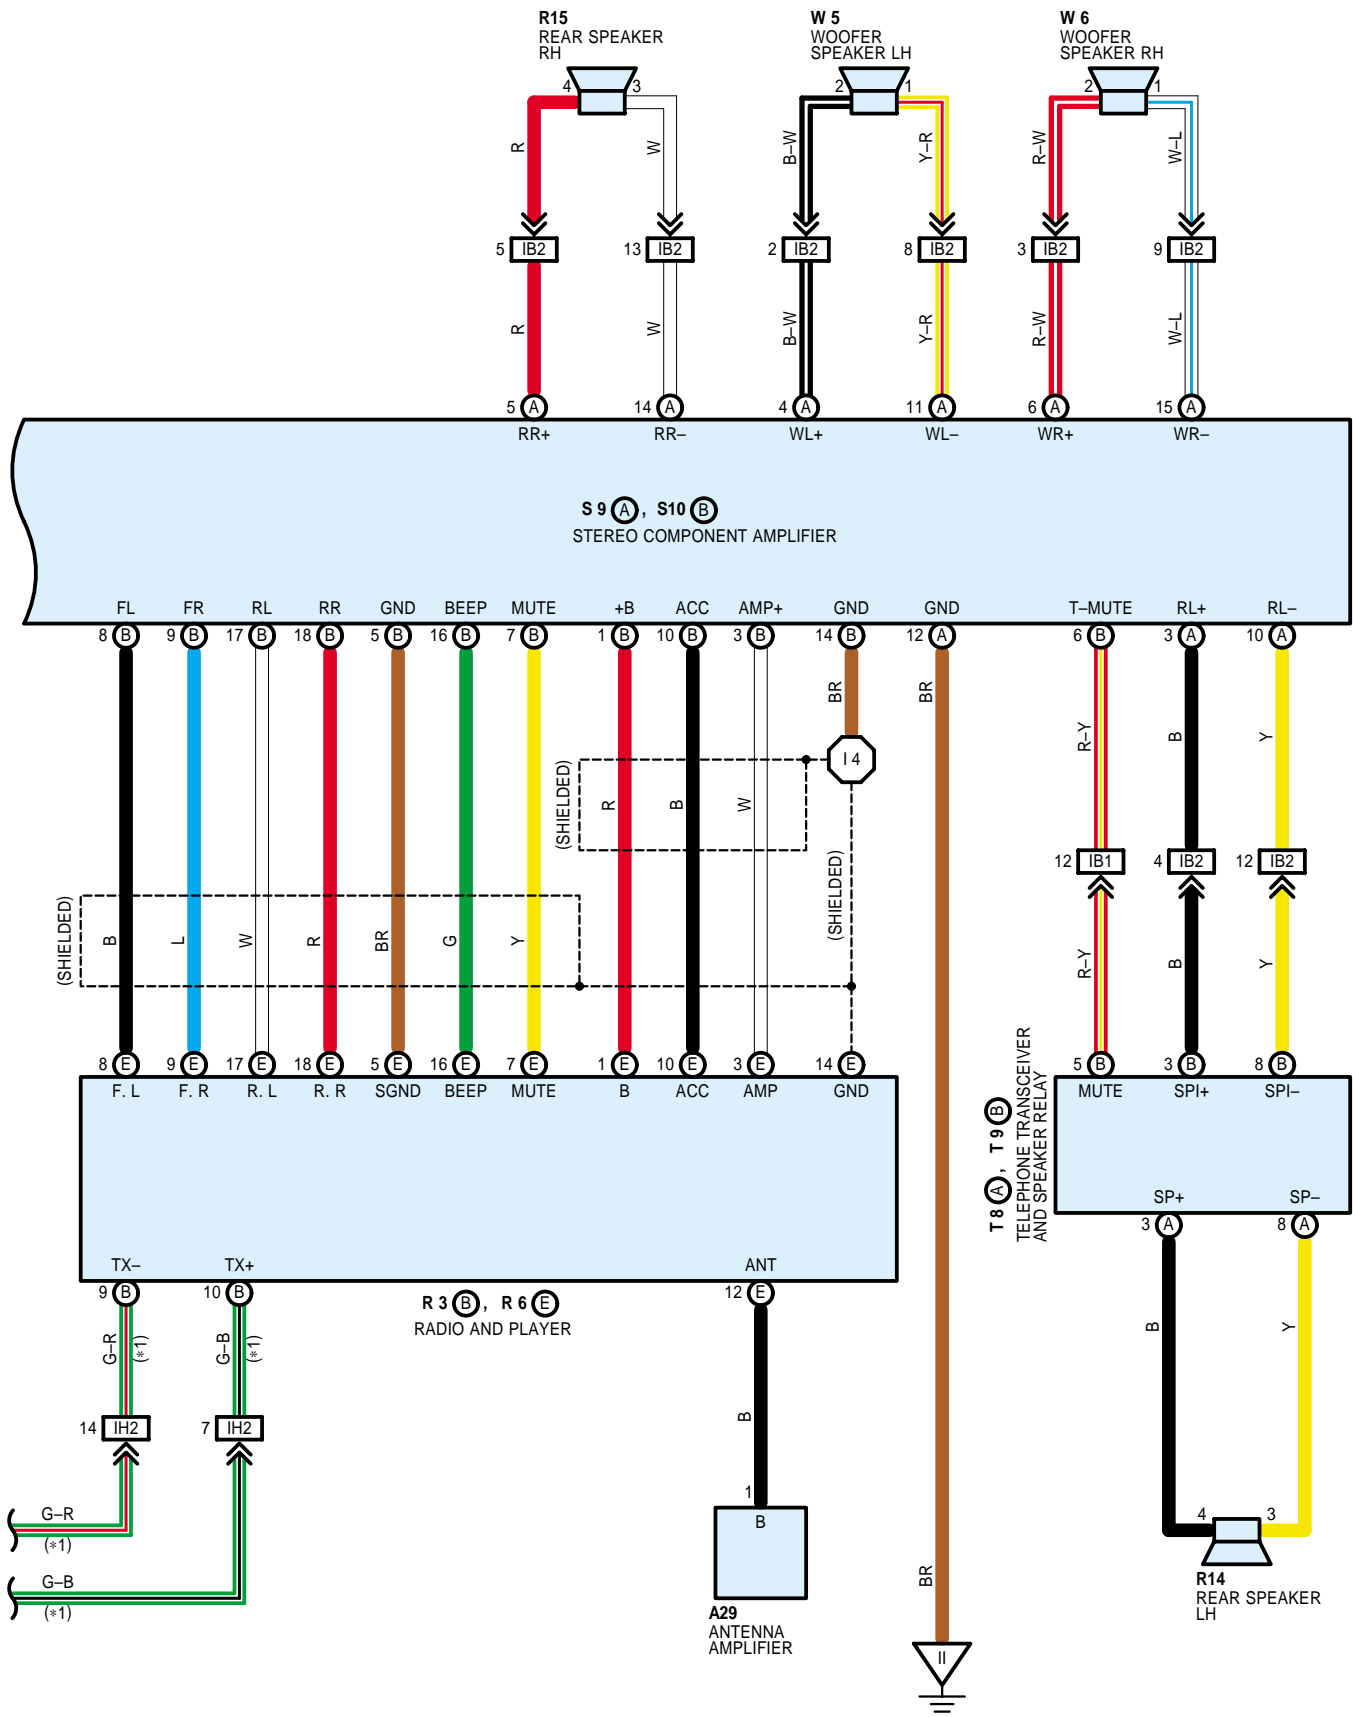 R15
REAR SPEAKER
RH
W 5
WOOFER
SPEAKER LH
W 6
WOOFER
SPEAKER RH
4 3 2 1 2 1
R W B–W Y–R R–W W–L
5 IB2 13 IB2 2 IB2 8 IB2 3 IB2 9 IB2
R W B–W Y–R R–W W–L
5 A 14 A 4 A 11 A 6 A 15 A
RR+ RR– WL+ WL– WR+ WR–
S 9 A , S10 B
STEREO COMPONENT AMPLIFIER
FL FR RL RR GND BEEP MUTE +B ACC AMP+ GND GND T–MUTE RL+ RL–
8 B 9 B 17 B 18 B 5 B 16 B 7 B 1 B 10 B 3 B 14 B 12 A 6 B 3 A 10 A
BR BR
R–Y B Y
I 4
(SHIELDED) R B W
12 IB1 4 IB2 12 IB2
(SHIELDED) B L W R BR G Y (SHIELDED)
R–Y B Y
8 E 9 E 17 E 18 E 5 E 16 E 7 E 1 E 10 E 3 E 14 E 5 B 3 B 8 B
F. L F. R R. L R. R SGND BEEP MUTE B ACC AMP GND MUTE SPI+ SPI–
T 8 A , T 9 B
TELEPHONE TRANSCEIVER
AND SPEAKER RELAY
SP+ SP–
3 A 8 A
TX– TX+ ANT
9 B 10 B 12 E
R 3 B , R 6 E
RADIO AND PLAYER
G–R (*1) G–B (*1)
B Y
14 IH2 7 IH2
B
1
B
G–R
(*1)
4 3
G–B
(*1)
BR
R14
REAR SPEAKER
LH
A29
ANTENNA
AMPLIFIER
II